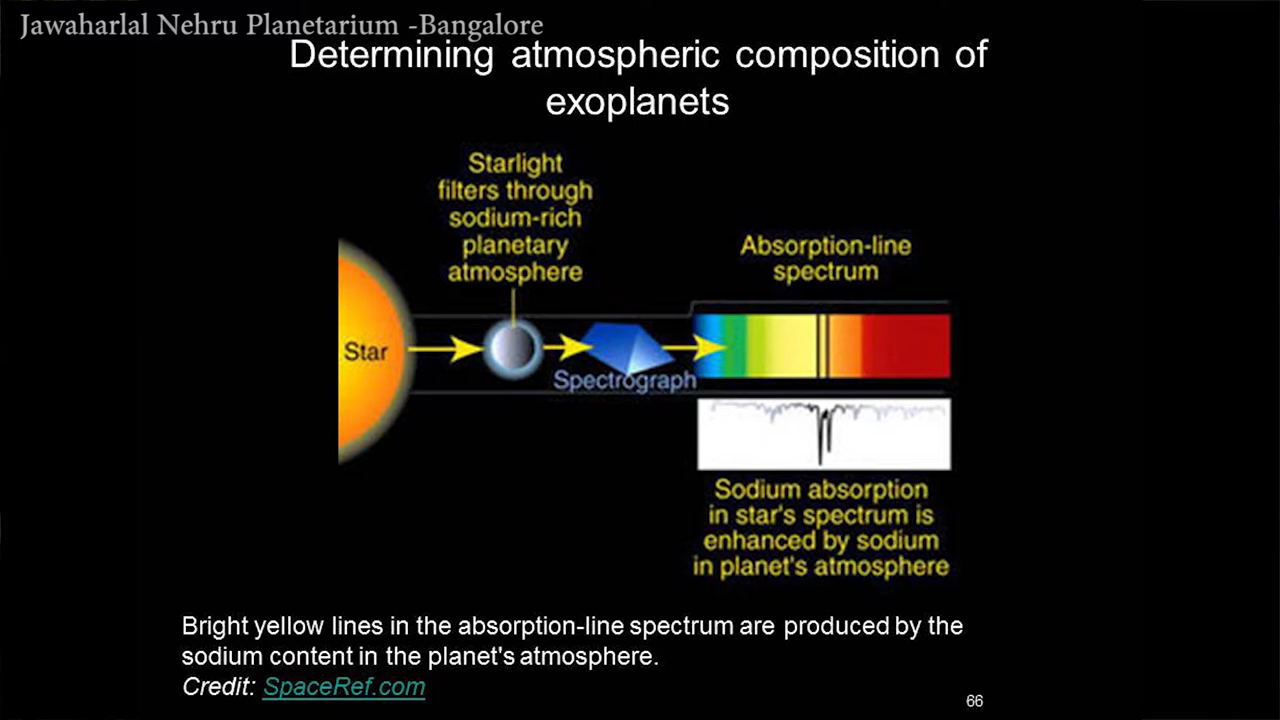 Jawaharlal Nehru Planetarium -Bangalore
Determining atmospheric composition of
exoplanets
Starlight
filters through
sodium-rich
planetary
atmosphere
Absorption-line
spectrum
Star
Spectrograph
Sodium absorption
in star's spectrum is
enhanced by sodium
in planet's atmosphere
Bright yellow lines in the absorption-line spectrum are produced by the
sodium content in the planet's atmosphere.
Credit: SpaceRef.com
66